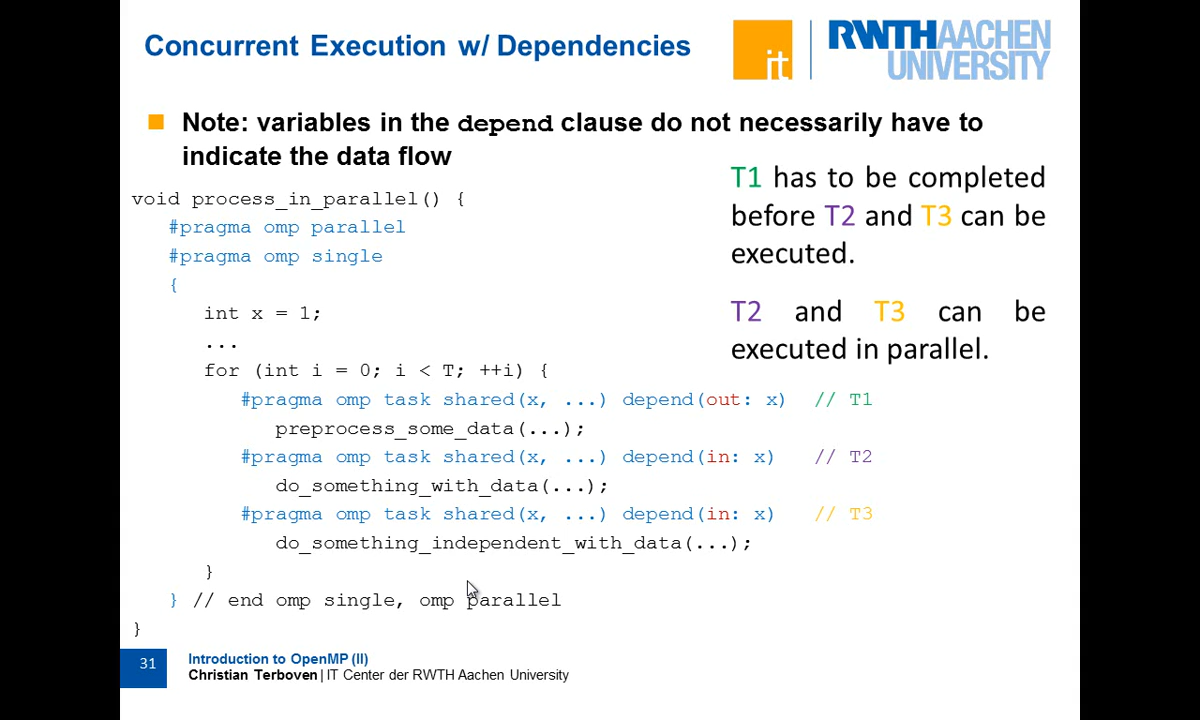 Concurrent Execution w/ Dependencies
it
RWTHAACHEN
UNIVERSITY
Note: variables in the depend clause do not necessarily have to
indicate the data flow
T1 has to be completed
before T2 and T3 can be
executed.
T2 and T3 can be
executed in parallel.
void process_in_parallel() {
#pragma omp parallel
#pragma omp single
{
int x = 1;
...
for (int i = 0; i < T; ++i) {
#pragma omp task shared(x, ...) depend(out: x) // T1
preprocess_some_data(...);
#pragma omp task shared(x, ...) depend(in: x) // T2
do_something_with_data(...);
#pragma omp task shared(x, ...) depend(in: x) // T3
do_something_independent_with_data(...);
}
} // end omp single, omp parallel
}
31
Introduction to OpenMP (II)
Christian Terboven | IT Center der RWTH Aachen University